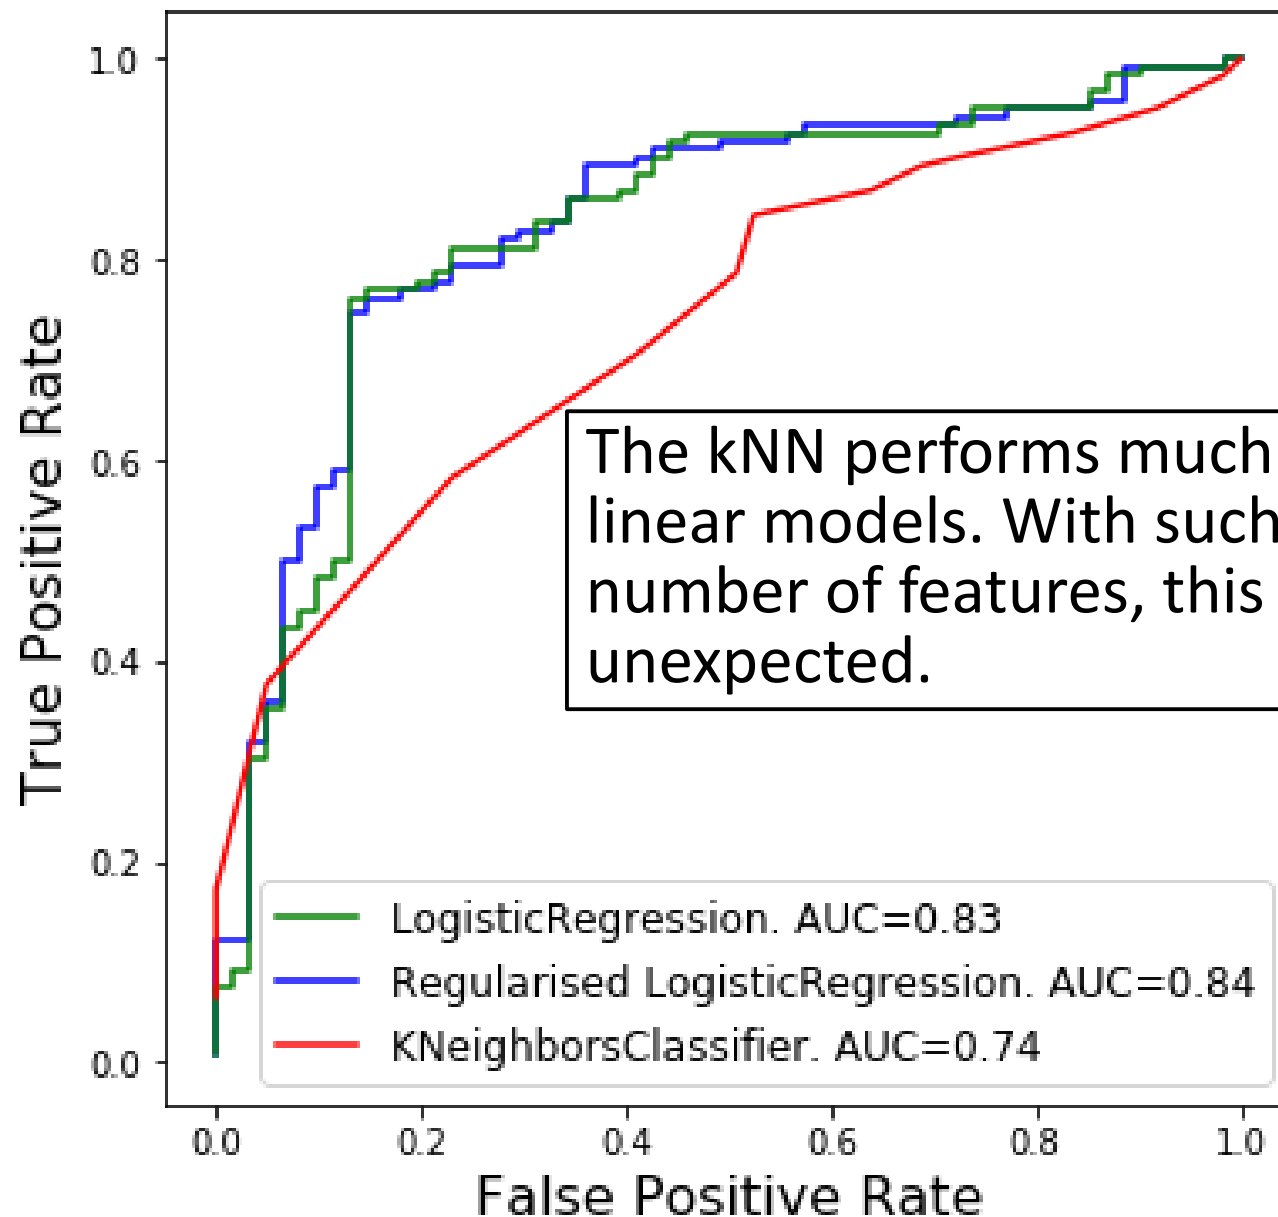 1.0
0.8
0.6
0.4
0.2
0.0
True Positive Rate
The kNN performs much
linear models. With such
number of features, this
unexpected.
LogisticRegression. AUC=0.83
Regularised LogisticRegression. AUC=0.84
KNeighborsClassifier. AUC=0.74
0.0 0.2 0.4 0.6 0.8 1.0
False Positive Rate